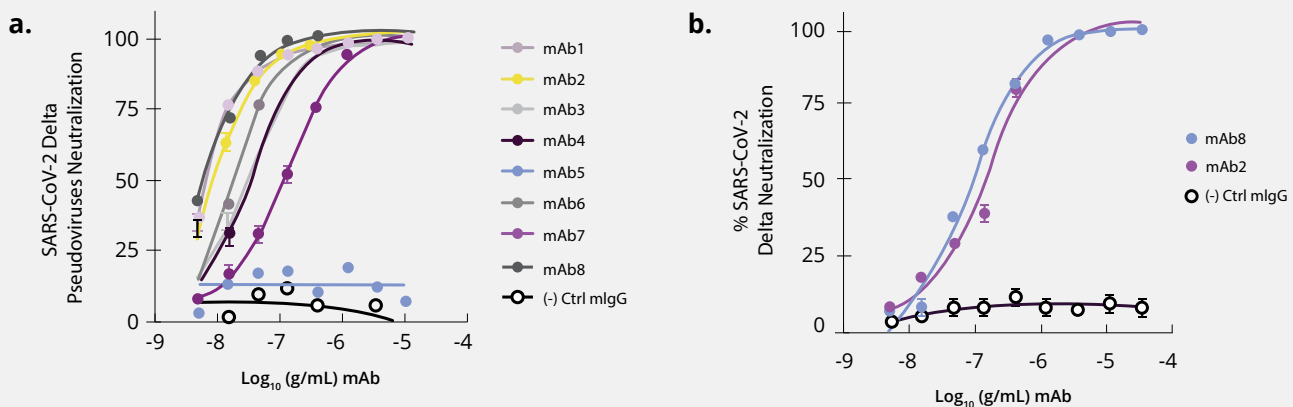 a.
SARS-CoV-2 Delta
Pseudoviruses Neutralization
100
75
50
25
0
-9
-8
-7
-6
-5
-4
Log10 (g/mL) mAb
mAb1
mAb2
mAb3
mAb4
mAb5
mAb6
mAb7
mAb8
(-) Ctrl mlgG
b.
% SARS-CoV-2
Delta Neutralization
100
75
50
25
0
-9
-8
-7
-6
-5
-4
Log10 (g/mL) mAb
mAb8
mAb2
(-) Ctrl mlgG